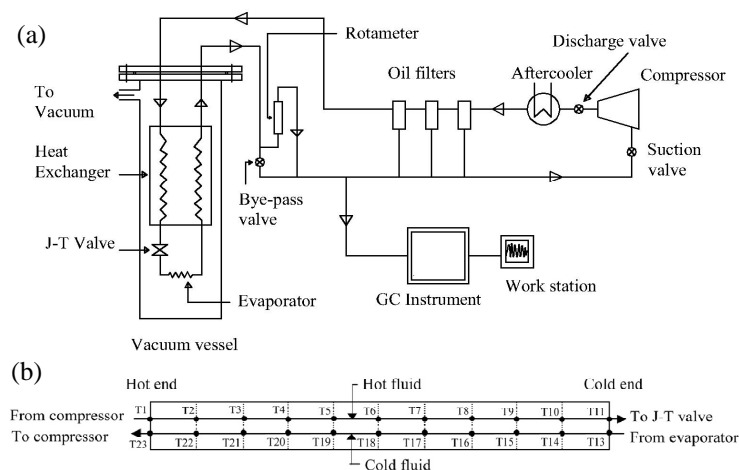 (a)
Rotameter
Discharge valve
Oil filters
Aftercooler
Compressor
To
Vacuum
Heat
Exchanger
Suction
valve
Bye-pass
valve
J-T Valve
Evaporator
GC Instrument
Work station
Vacuum vessel
(b)
Hot end
Hot fluid
Cold end
From compressor T1 T2 T3 T4 T5 T6 T7 T8 T9 T10 T11 To J-T valve
To compressor T23 T22 T21 T20 T19 T18 T17 T16 T15 T14 T13 From evaporator
Cold fluid